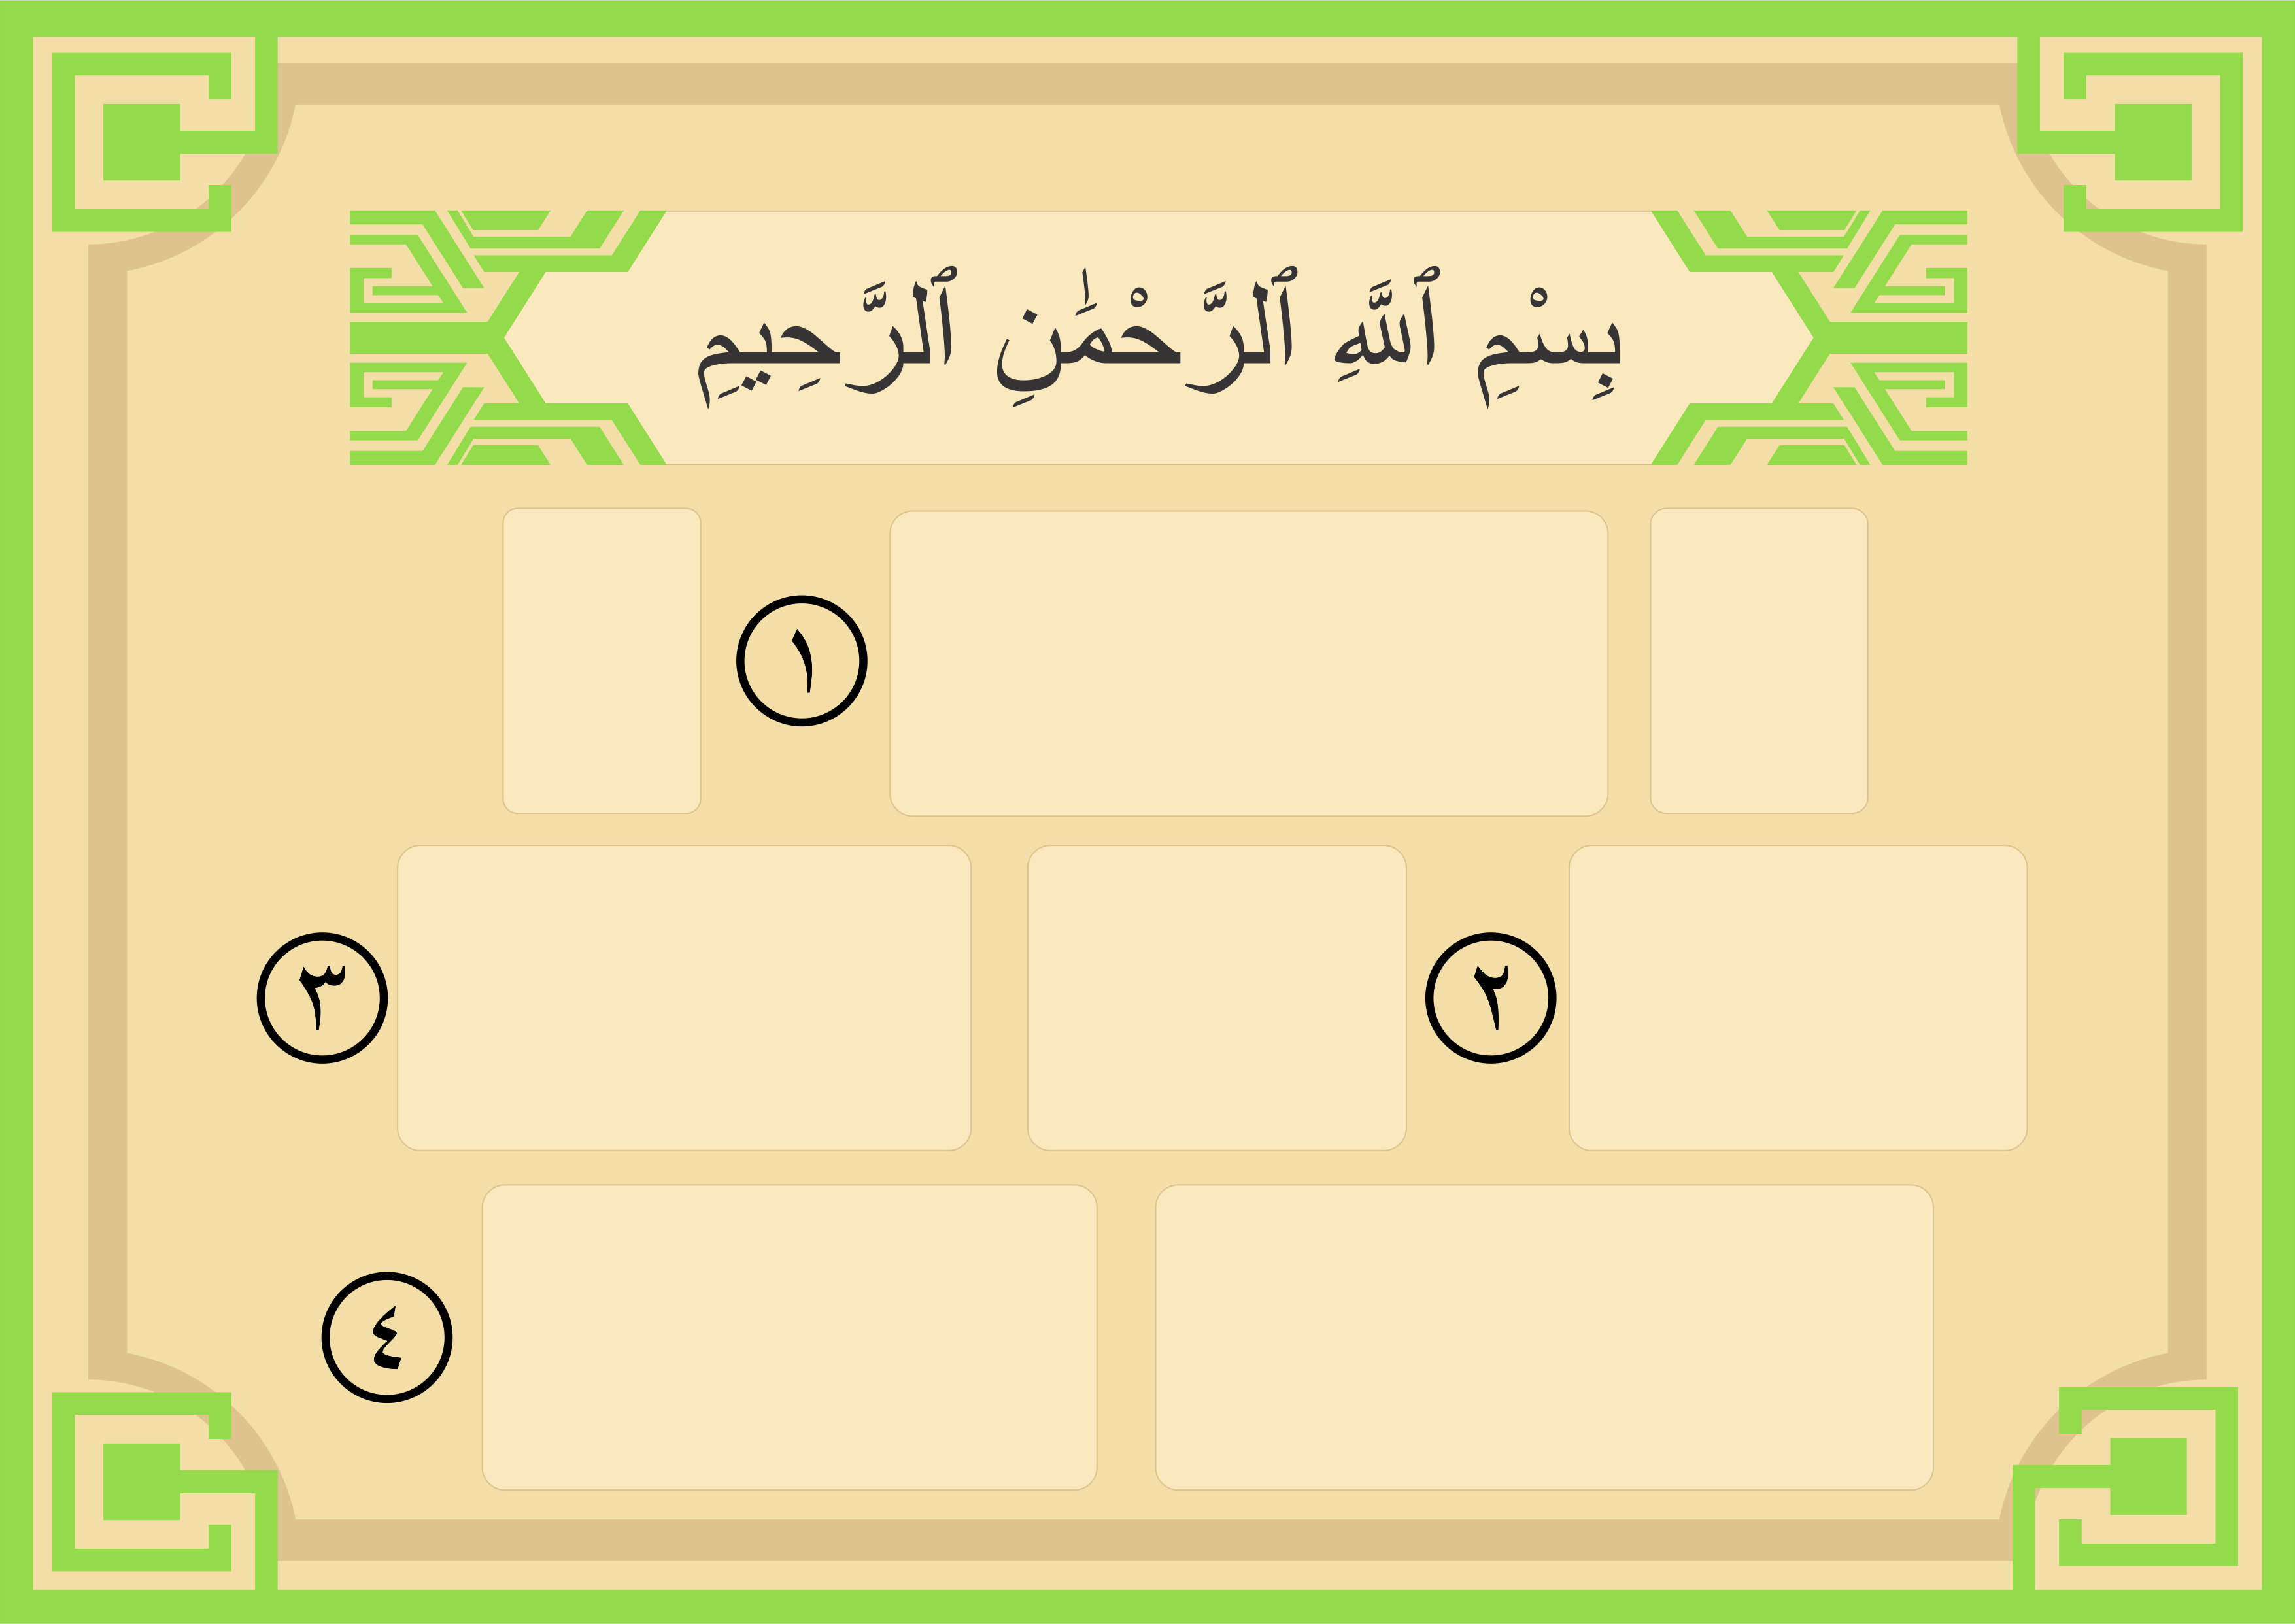 بِسْمِ ٱللَّهِ ٱلرَّحْمَٰنِ ٱلرَّحِيمِ
١
٢ ٣
٤